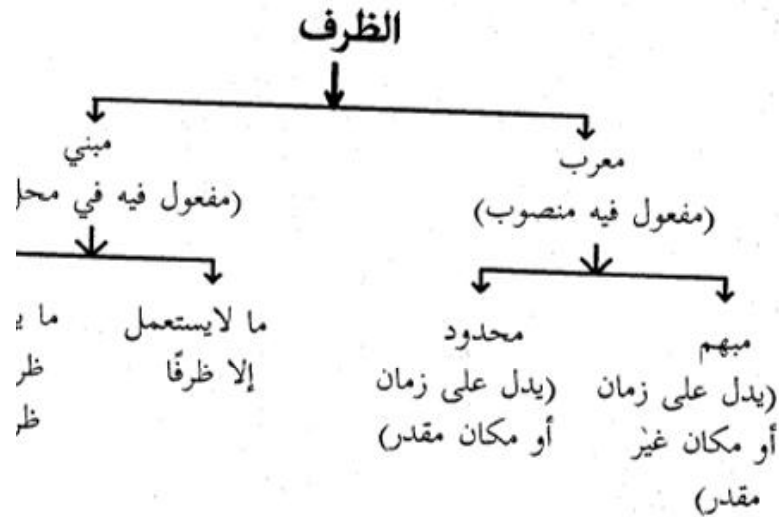 الظرف
معرب
(مفعول فيه منصوب)
مبهم
(يدل على زمان
أو مكان غير
مقدر)
محدود
(يدل على زمان
أو مكان مقدر)
مبني
(مفعول فيه في
ما لايستعمل
إلا ظرفًا
ما